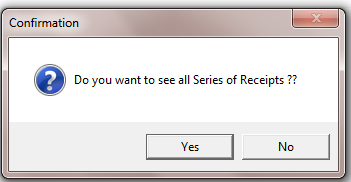 Confirmation
Do you want to see all Series of Receipts ??
Yes
No